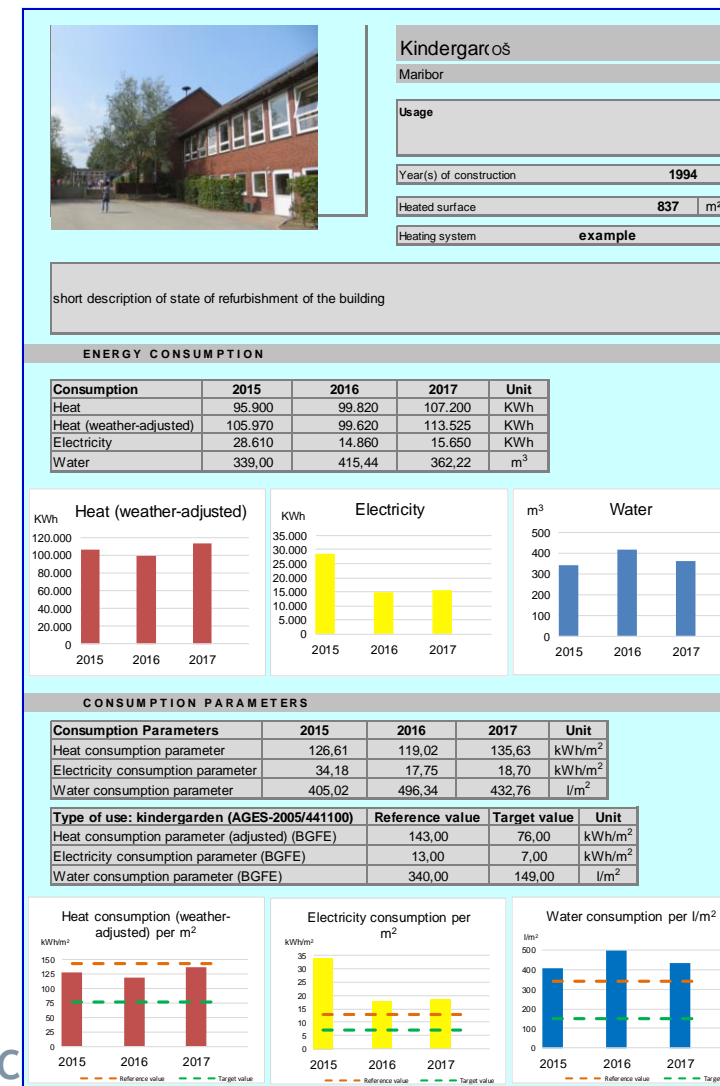 Kindergarcoš
Maribor
Usage
Year(s) of construction 1994
Heated surface 837 m²
Heating system example
short description of state of refurbishment of the building
ENERGY CONSUMPTION
Consumption 2015 2016 2017 Unit
Heat 95.900 99.820 107.200 KWh
Heat (weather-adjusted) 105.970 99.620 113.525 KWh
Electricity 28.610 14.860 15.650 KWh
Water 339,00 415,44 362,22 m³
KWh Heat (weather-adjusted)
120.000
100.000
80.000
60.000
40.000
20.000
0
2015 2016 2017
KWh Electricity
35.000
30.000
25.000
20.000
15.000
10.000
5.000
0
2015 2016 2017
m³ Water
500
400
300
200
100
0
2015 2016 2017
CONSUMPTION PARAMETERS
Consumption Parameters 2015 2016 2017 Unit
Heat consumption parameter 126,61 119,02 135,63 kWh/m²
Electricity consumption parameter 34,18 17,75 18,70 kWh/m²
Water consumption parameter 405,02 496,34 432,76 l/m²
Type of use: kindergarden (AGES-2005/441100) Reference value Target value Unit
Heat consumption parameter (adjusted) (BGFE) 143,00 76,00 kWh/m²
Electricity consumption parameter (BGFE) 13,00 7,00 kWh/m²
Water consumption parameter (BGFE) 340,00 149,00 l/m²
Heat consumption (weather-
adjusted) per m²
kWh/m²
150
125
100
75
50
25
0
2015 2016 2017
Reference value Target value
Electricity consumption per
m²
kWh/m²
35
30
25
20
15
10
5
0
2015 2016 2017
Reference value Target value
Water consumption per l/m²
l/m²
500
400
300
200
100
0
2015 2016 2017
Reference value Targe
C